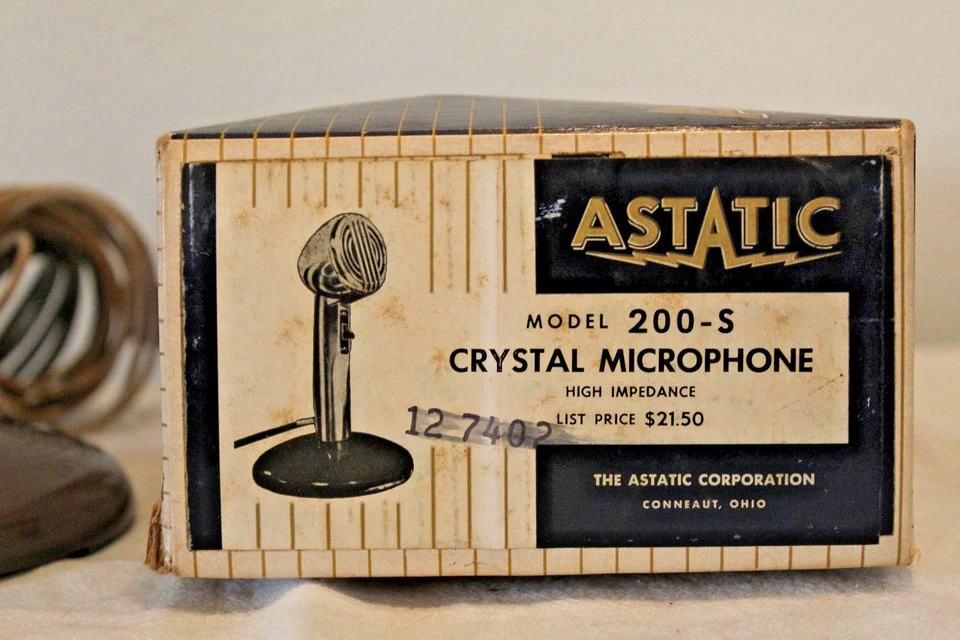 ASTATIC
MODEL 200-S
CRYSTAL MICROPHONE
HIGH IMPEDANCE
LIST PRICE $21.50
12 7402
THE ASTATIC CORPORATION
CONNEAUT, OHIO